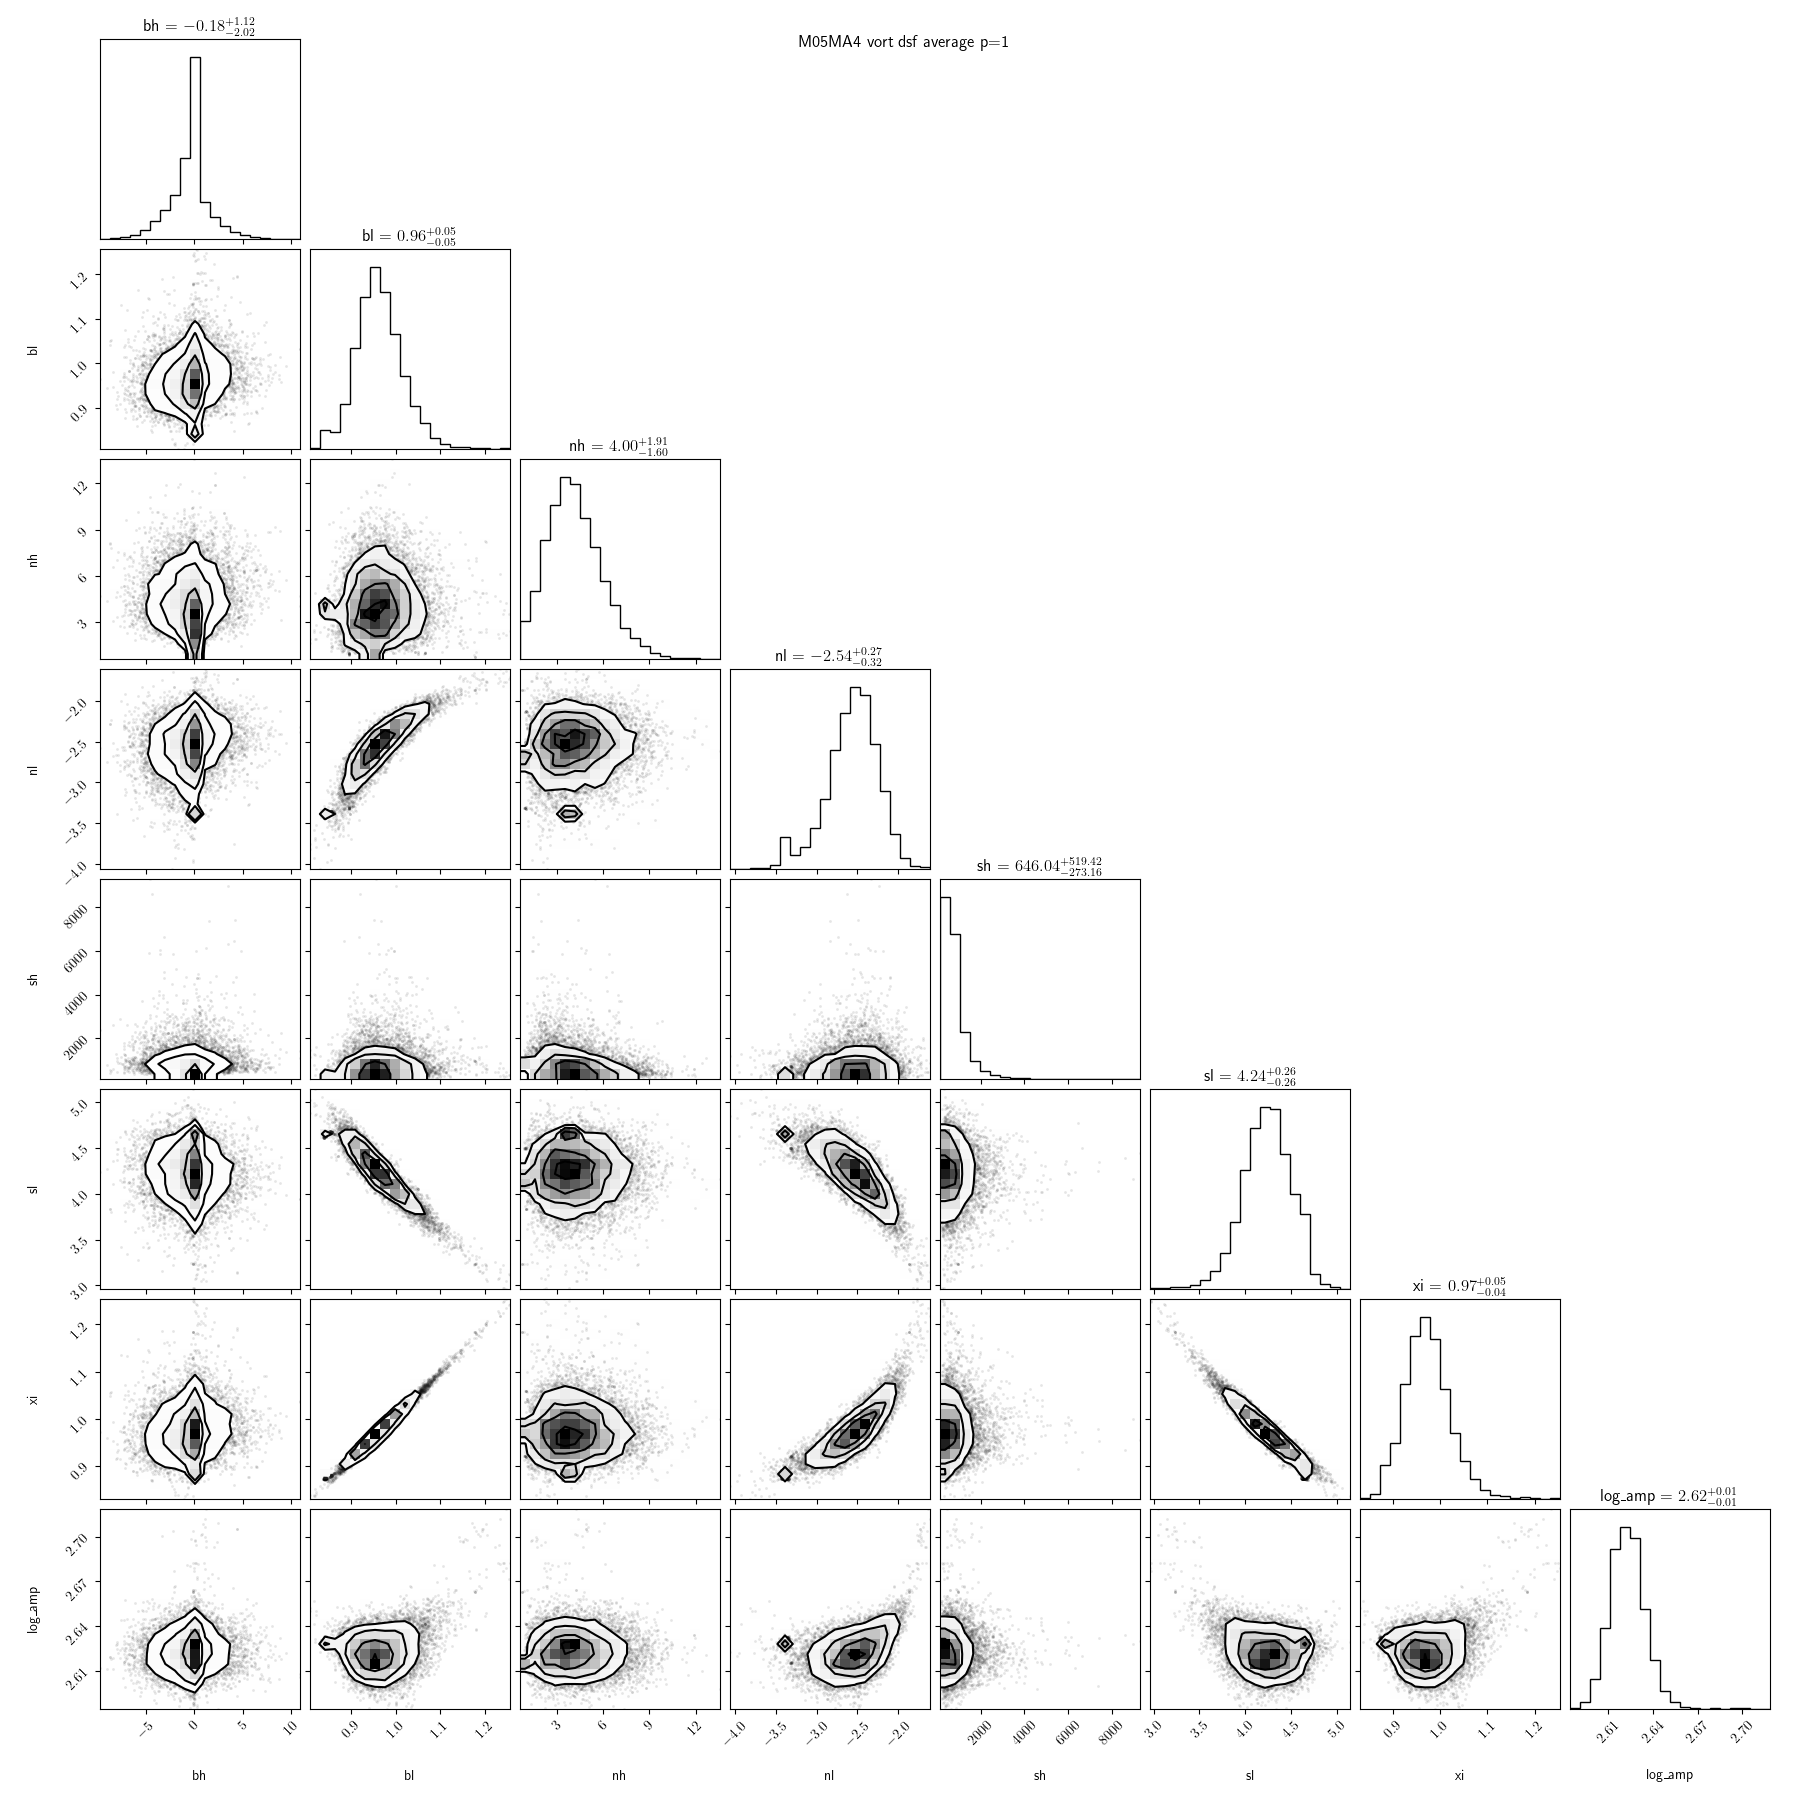 bh = −0.18+1.12−2.02
M05MA4 vort dsf average p=1
bl = 0.96+0.05−0.05
1.2
1.1
1.0
0.9
bl
nh = 4.00+1.91−1.60
12
9
6
3
nh
nl = −2.54+0.27−0.32
−2.0
−2.5
−3.0
−3.5
−4.0
nl
sh = 646.04+519.42−273.16
8000
6000
4000
2000
sh
sl = 4.24+0.26−0.26
5.0
4.5
4.0
3.5
3.0
sl
xi = 0.97+0.05−0.04
1.2
1.1
1.0
0.9
xi
log_amp = 2.62+0.01−0.01
2.70
2.67
2.64
2.61
log_amp
−5 0 5 10 0.9 1.0 1.1 1.2 3 6 9 12 −4.0 −3.5 −3.0 −2.5 −2.0 2000 4000 6000 8000 3.0 3.5 4.0 4.5 5.0 0.9 1.0 1.1 1.2 2.61 2.64 2.67 2.70
bh bl nh nl sh sl xi log_amp